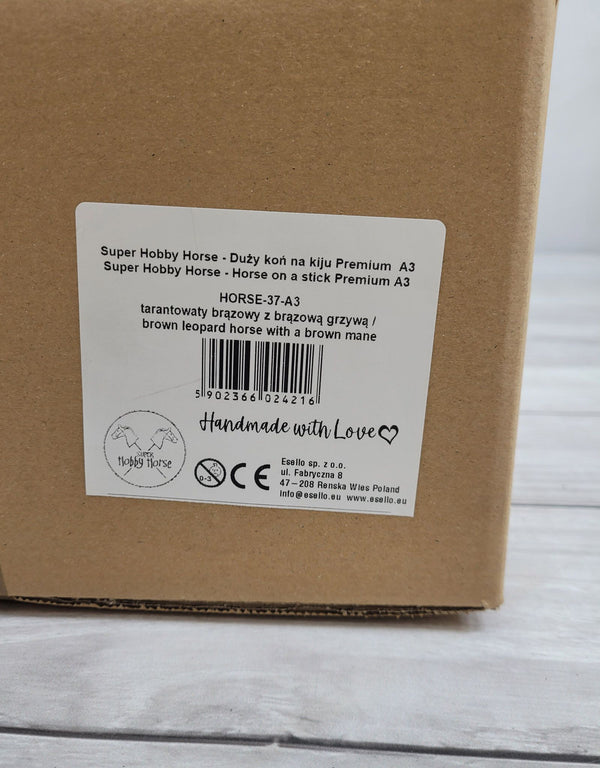 Super Hobby Horse - Duży koń na kiju Premium A3
Super Hobby Horse - Horse on a stick Premium A3
HORSE-37-A3
tarantowaty brązowy z brązową grzywą /
brown leopard horse with a brown mane
5 902366 024216
Handmade with Love
SUPER
Hobby Horse
0-3
CE
Esello sp. z o.o.
ul. Fabryczna 8
47-208 Renska Wies Poland
info@esello.eu www.esello.eu